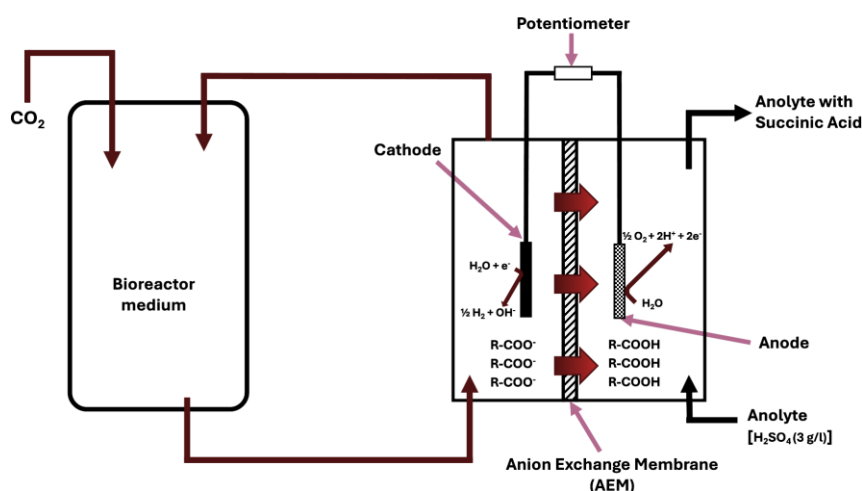 Potentiometer
CO₂
Anolyte with
Succinic Acid
Cathode
½ O₂ + 2H⁺ + 2e⁻
H₂O + e⁻
Bioreactor
medium
H₂O
½ H₂ + OH⁻
Anode
R-COO⁻ R-COOH
R-COO⁻ R-COOH
R-COO⁻ R-COOH
Anolyte
[H₂SO₄ (3 g/l)]
Anion Exchange Membrane
(AEM)